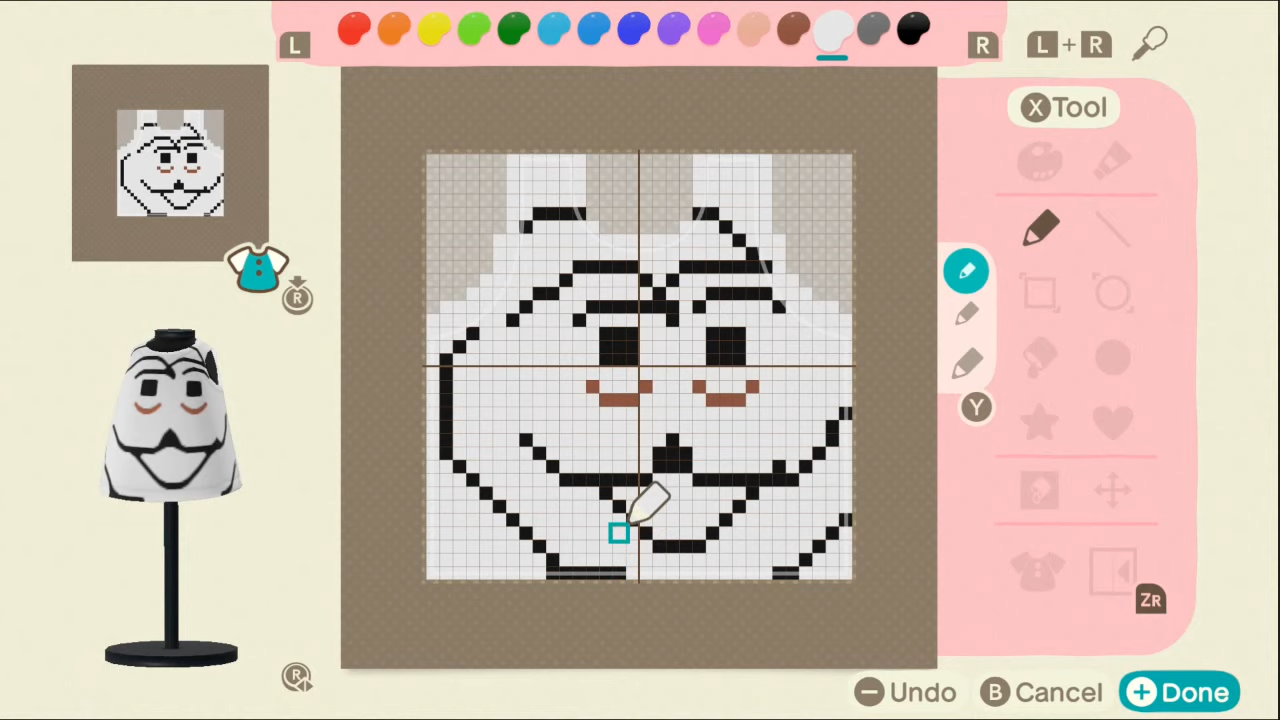 L
R
L + R
X Tool
R
Y
ZR
R
− Undo
B Cancel
+ Done